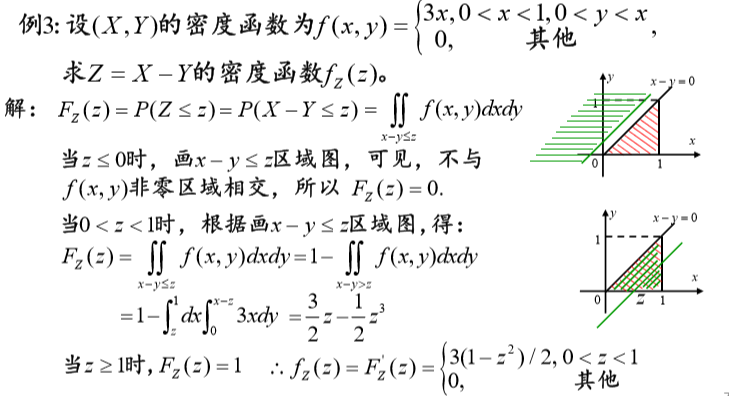 例3:设(X,Y)的密度函数为f(x,y)={3x,0<x<1,0<y<x
0, 其他 ,
求Z=X-Y的密度函数f_Z(z)。
解: F_Z(z)=P(Z≤z)=P(X-Y≤z)=∬_{x-y≤z} f(x,y)dxdy
当z≤0时,画x-y≤z区域图,可见,不与
f(x,y)非零区域相交,所以 F_Z(z)=0.
当0<z<1时,根据画x-y≤z区域图,得:
F_Z(z)=∬_{x-y≤z} f(x,y)dxdy=1-∬_{x-y>z} f(x,y)dxdy
=1-∫_z^1 dx∫_0^{x-z} 3xdy =3/2 z-1/2 z^3
当z≥1时,F_Z(z)=1 ∴f_Z(z)=F_Z'(z)={3(1-z^2)/2,0<z<1
0, 其他
y
x-y=0
1
x
0
1
y
x-y=0
1
x
0
z
1